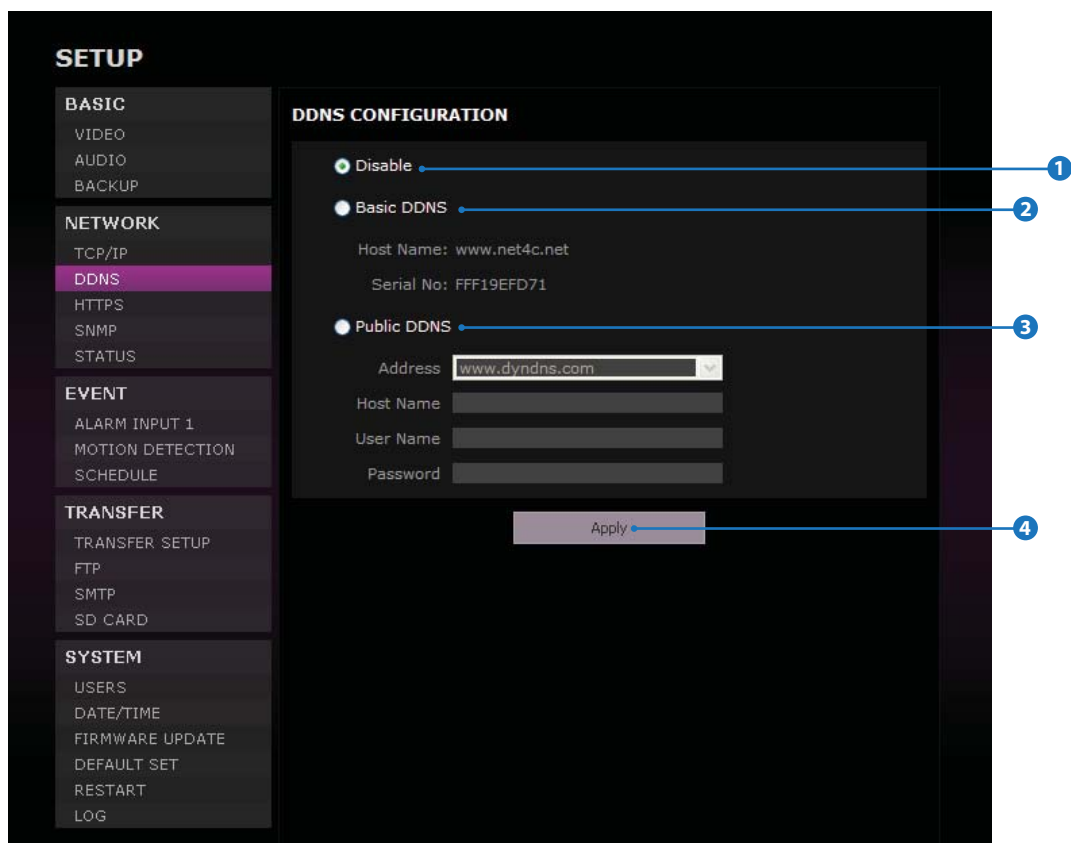 SETUP
BASIC
VIDEO
AUDIO
BACKUP
NETWORK
TCP/IP
DDNS
HTTPS
SNMP
STATUS
EVENT
ALARM INPUT 1
MOTION DETECTION
SCHEDULE
TRANSFER
TRANSFER SETUP
FTP
SMTP
SD CARD
SYSTEM
USERS
DATE/TIME
FIRMWARE UPDATE
DEFAULT SET
RESTART
LOG
DDNS CONFIGURATION
Disable
1
Basic DDNS
2
Host Name: www.net4c.net
Serial No: FFF19EFD71
Public DDNS
3
Address www.dyndns.com
Host Name
User Name
Password
Apply
4